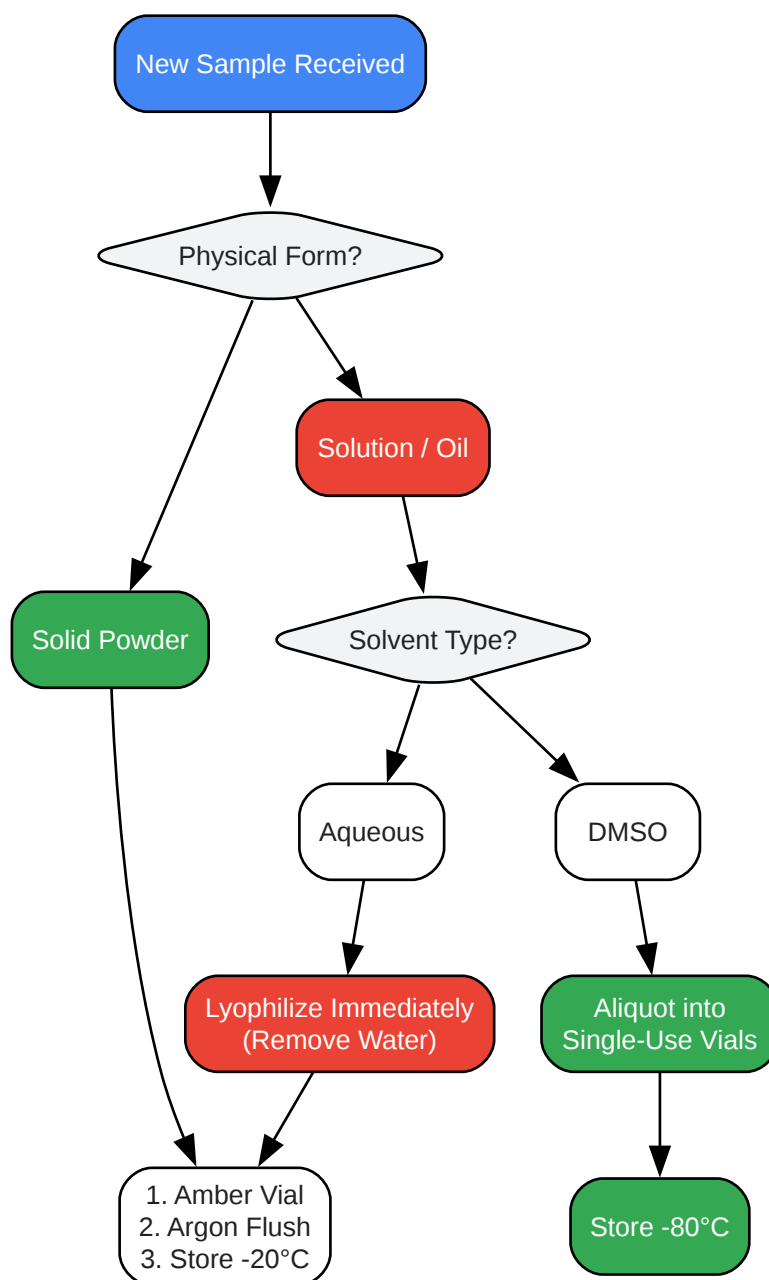 New Sample Received
Physical Form?
Solution / Oil
Solid Powder
Solvent Type?
Aqueous
DMSO
Lyophilize Immediately
(Remove Water)
Aliquot into
Single-Use Vials
1. Amber Vial
2. Argon Flush
3. Store -20°C
Store -80°C